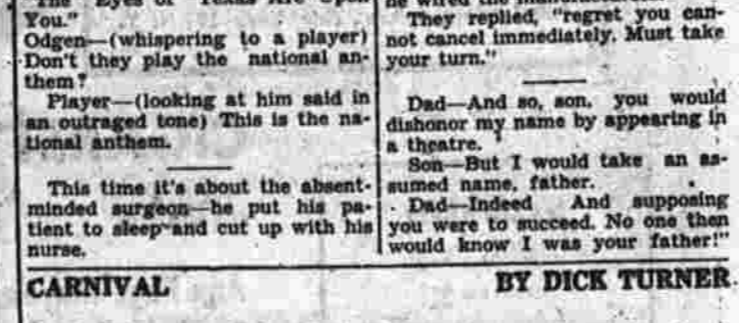 The "Eyes of Texas Are Upon
You."
Odgen—(whispering to a player)
Don't they play the national an-
them?
Player—(looking at him said in
an outraged tone) This is the na-
tional anthem.
This time it's about the absent-
minded surgeon—he put his pa-
tient to sleep and cut up with his
nurse.
he wired the
They replied, "regret you can-
not cancel immediately. Must take
your turn."
Dad—And so, son, you would
dishonor my name by appearing in
a theatre.
Son—But I would take an as-
sumed name, father.
Dad—Indeed And supposing
you were to succeed. No one then
would know I was your father!"
CARNIVAL
BY DICK TURNER